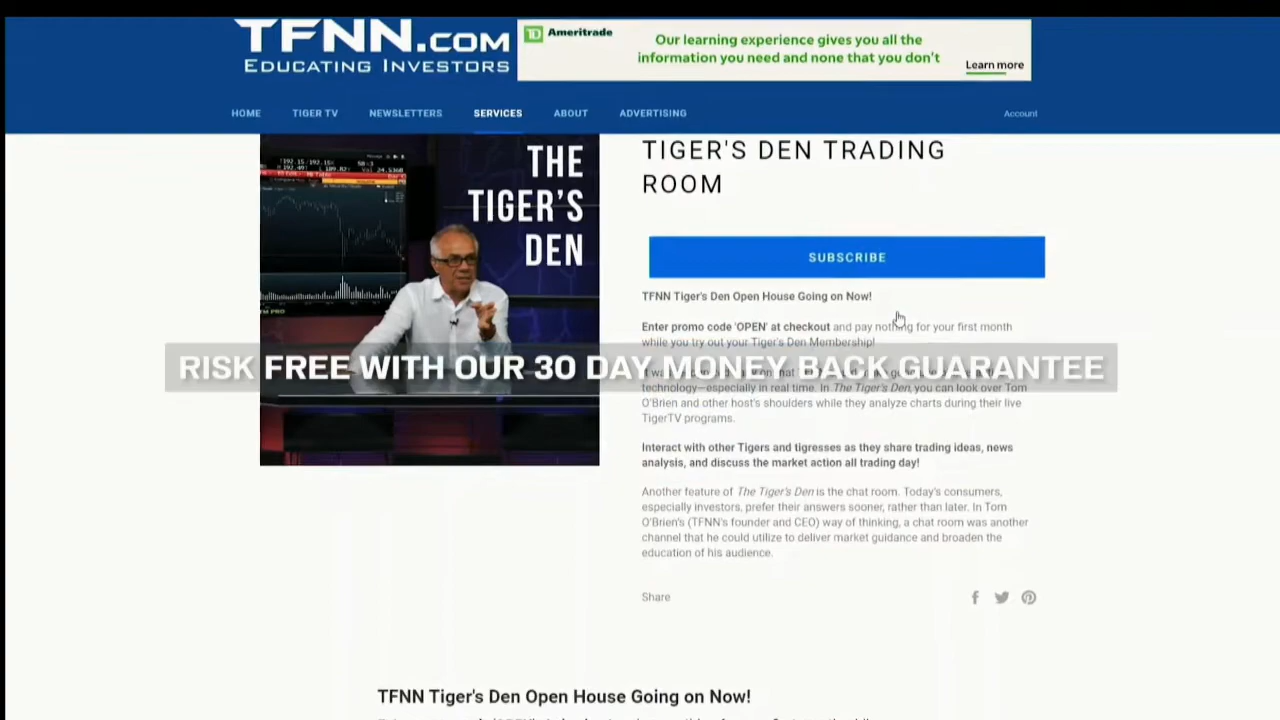 TFNN.COM
EDUCATING INVESTORS
Ameritrade
Our learning experience gives you all the
information you need and none that you don't
Learn more
HOME TIGER TV NEWSLETTERS SERVICES ABOUT ADVERTISING
Account
THE
TIGER'S
DEN
TIGER'S DEN TRADING
ROOM
SUBSCRIBE
TFNN Tiger's Den Open House Going on Now!
Enter promo code 'OPEN' at checkout and pay nothing for your first month
while you try out your Tiger's Den Membership!
RISK FREE WITH OUR 30 DAY MONEY BACK GUARANTEE
technology—especially in real time. In The Tiger's Den, you can look over Tom
O'Brien and other host's shoulders while they analyze charts during their live
TigerTV programs.
Interact with other Tigers and tigresses as they share trading ideas, news
analysis, and discuss the market action all trading day!
Another feature of The Tiger's Den is the chat room. Today's consumers,
especially investors, prefer their answers sooner, rather than later. In Tom
O'Brien's (TFNN's founder and CEO) way of thinking, a chat room was another
channel that he could utilize to deliver market guidance and broaden the
education of his audience.
Share
TFNN Tiger's Den Open House Going on Now!